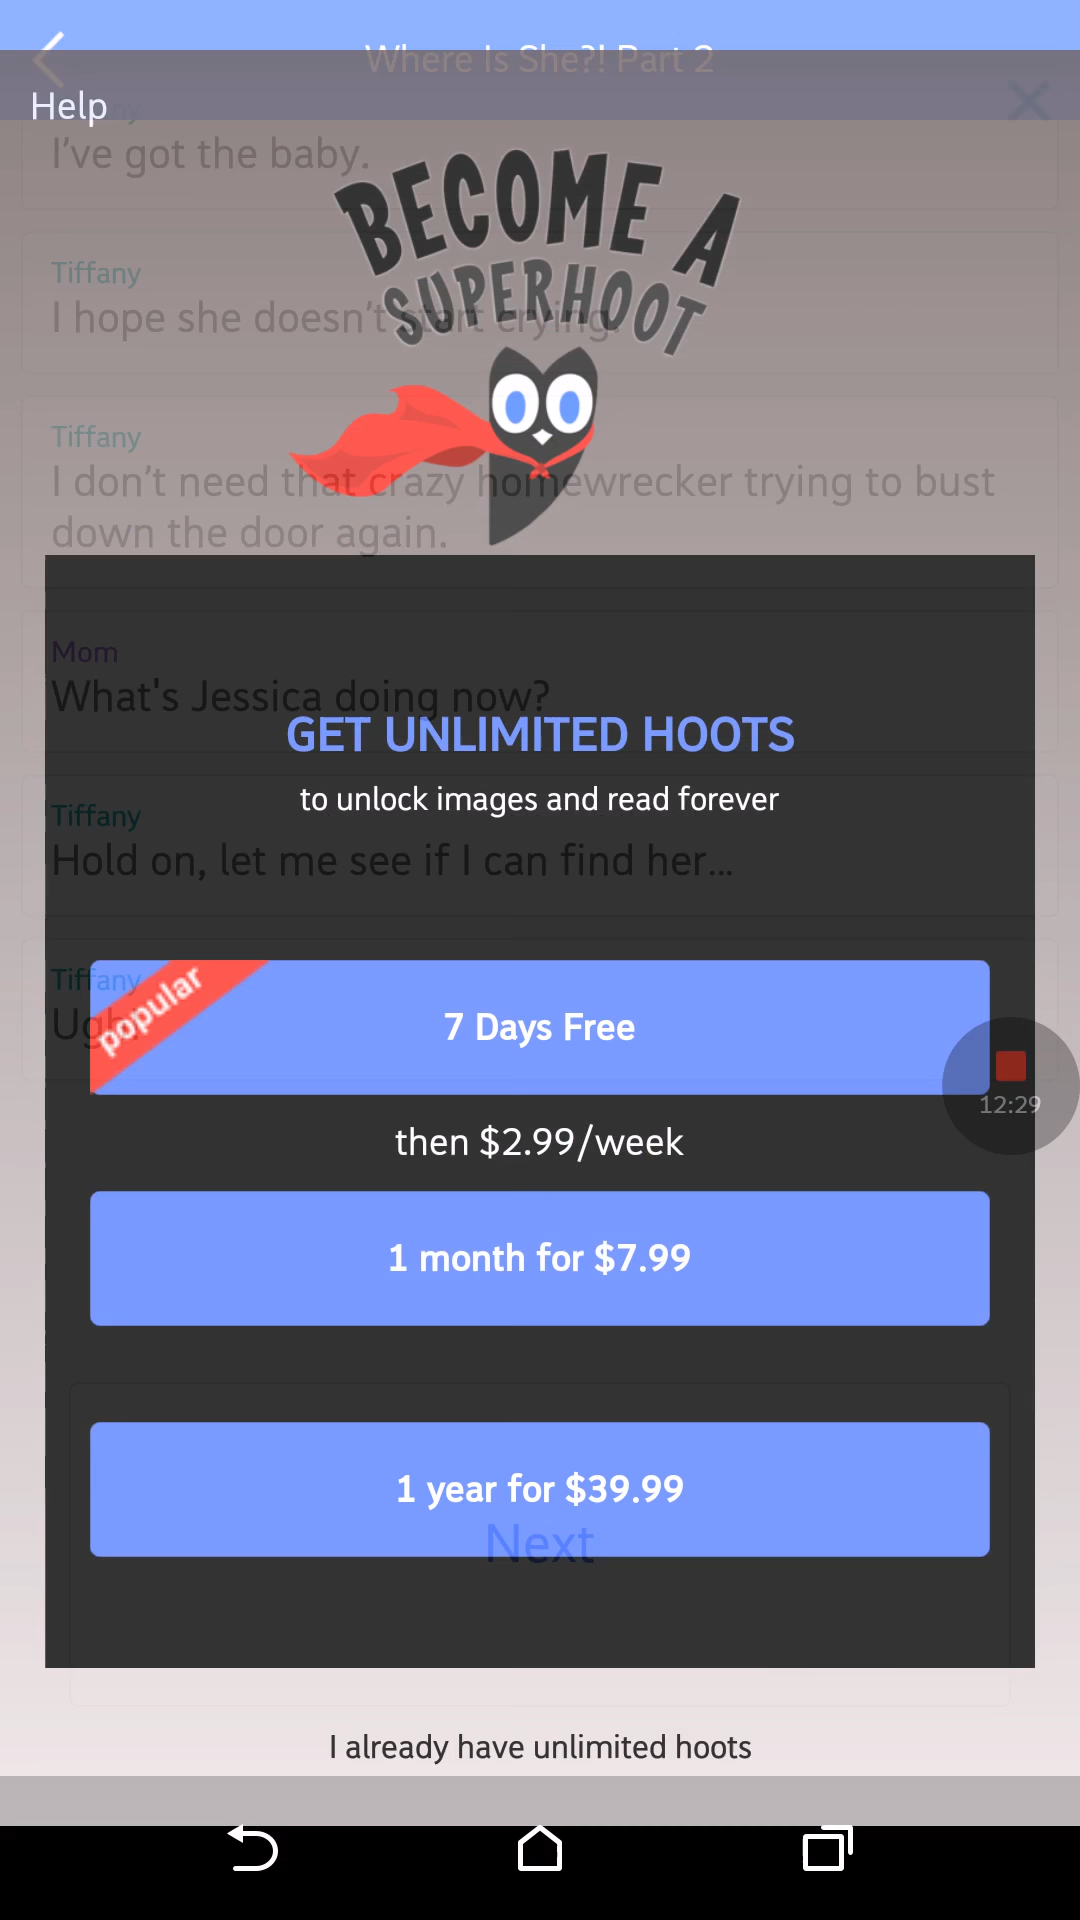 Where Is She?! Part 2
Help
I've got the baby.
BECOME A
SUPERHOOT
Tiffany
I hope she doesn't start crying.
Tiffany
I don't need that crazy homewrecker trying to bust
down the door again.
Mom
What's Jessica doing now?
GET UNLIMITED HOOTS
to unlock images and read forever
Tiffany
Hold on, let me see if I can find her...
Tiffany
popular
7 Days Free
12:29
then $2.99/week
1 month for $7.99
1 year for $39.99
Next
I already have unlimited hoots